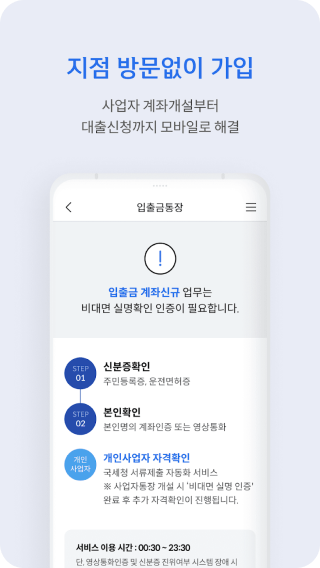 지점 방문없이 가입
사업자 계좌개설부터
대출신청까지 모바일로 해결
입출금통장
!
입출금 계좌신규 업무는
비대면 실명확인 인증이 필요합니다.
STEP
01
신분증확인
주민등록증, 운전면허증
STEP
02
본인확인
본인명의 계좌인증 또는 영상통화
개인
사업자
개인사업자 자격확인
국세청 서류제출 자동화 서비스
※ 사업자통장 개설 시 '비대면 실명 인증'
완료 후 추가 자격확인이 진행됩니다.
서비스 이용 시간 : 00:30 ~ 23:30
단, 영상통화인증 및 신분증 진위여부 시스템 장애 시